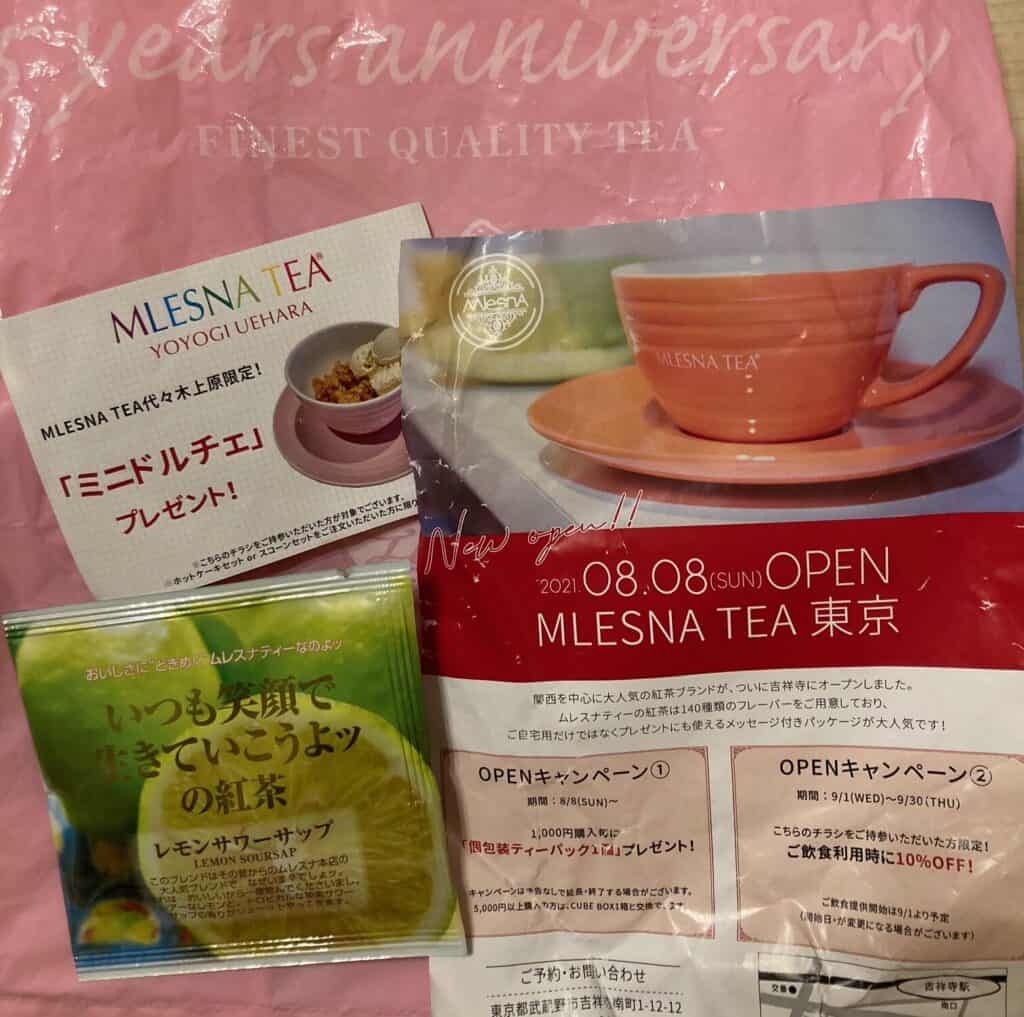 years anniversary
FINEST QUALITY TEA
MLESNA TEA®
YOYOGI UEHARA
MLESNA TEA代々木上原限定！
「ミニドルチェ」
プレゼント！
※こちらのチラシをご持参いただいた方が対象でございます。
※ホットケーキセット or スコーンセットをご注文いただいた方に限り
MlesnA
MLESNA TEA®
New open!!
2021.08.08(SUN)OPEN
MLESNA TEA 東京
関西を中心に大人気の紅茶ブランドが、ついに吉祥寺にオープンしました。
ムレスナティーの紅茶は140種類のフレーバーをご用意しており、
ご自宅用だけではなくプレゼントにも使えるメッセージ付きパッケージが大人気です！
OPENキャンペーン①
期間：8/8(SUN)〜
1,000円購入毎に
「個包装ティーパック1個」プレゼント！
キャンペーンは予告なしで延長・終了する場合がございます。
5,000円以上購入の方は、CUBE BOX1箱と交換です。
OPENキャンペーン②
期間：9/1(WED)〜9/30(THU)
こちらのチラシをご持参いただいた方限定！
ご飲食利用時に10%OFF！
ご飲食提供開始は9/1より予定
(開始日・が変更になる場合がございます)
ご予約・お問い合わせ
東京都武蔵野市吉祥寺南町1-12-12
交番
吉祥寺駅
南口
おいしさに"ときめくムレスナティーなのよッ
いつも笑顔で
生きていこうよッ
の紅茶
レモンサワーサップ
LEMON SOURSAP
このブレンドはその昔からのムレスナ本店の
大人気ブレンドで、なぜいままでしょッ。